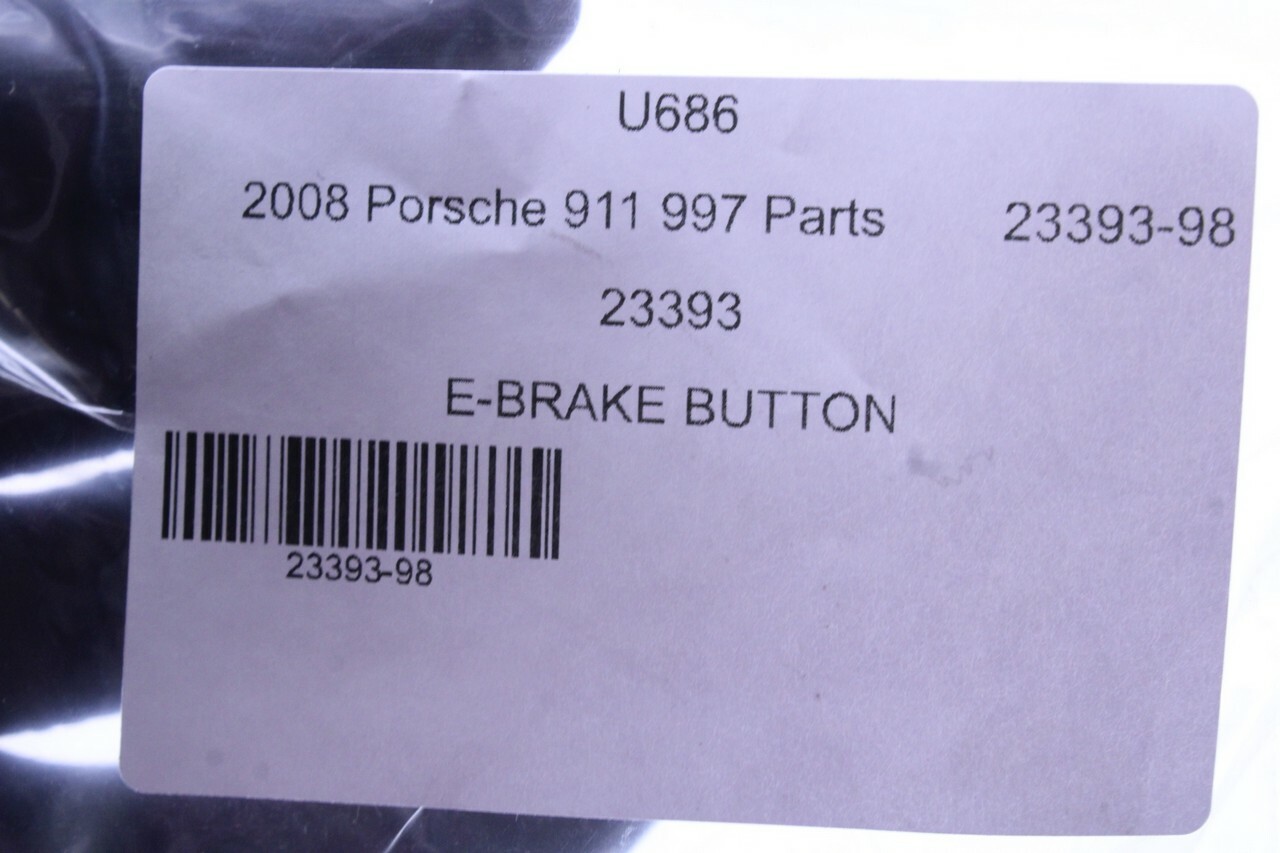 U686
2008 Porsche 911 997 Parts 23393-98
23393
E-BRAKE BUTTON
23393-98